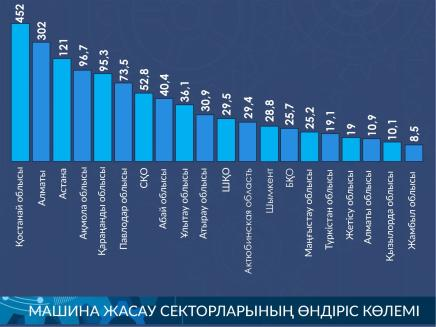 452
302
121
96,7
95,3
73,5
52,8
40,4
36,1
30,9
29,5
29,4
28,8
25,7
25,2
19,1
19
10,9
10,1
8,5
Қостанай облысы
Алматы
Астана
Ақмола облысы
Қарағанды облысы
Павлодар облысы
СҚО
Абай облысы
Ұлытау облысы
Атырау облысы
ШҚО
Актюбинская область
Шымкент
БҚО
Маңғыстау облысы
Түркістан облысы
Жетісу облысы
Алматы облысы
Қызылорда облысы
Жамбыл облысы
МАШИНА ЖАСАУ СЕКТОРЛАРЫНЫҢ ӨНДІРІС КӨЛЕМІ